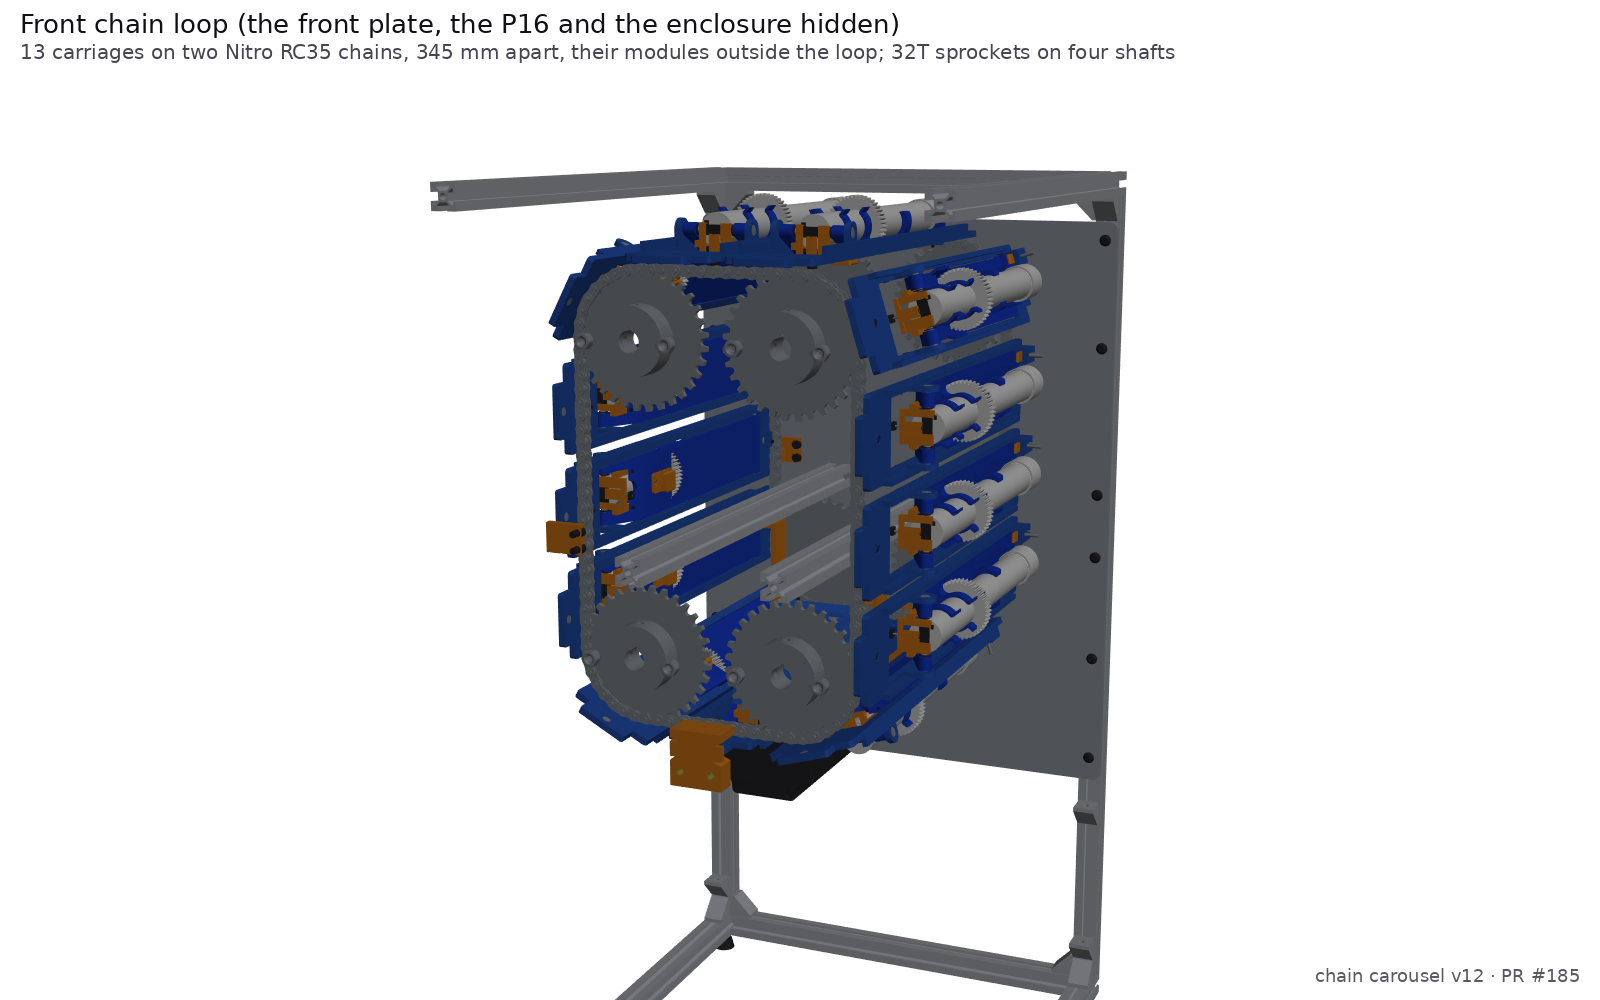 Front chain loop (the front plate, the P16 and the enclosure hidden)
13 carriages on two Nitro RC35 chains, 345 mm apart, their modules outside the loop; 32T sprockets on four shafts
chain carousel v12 · PR #185